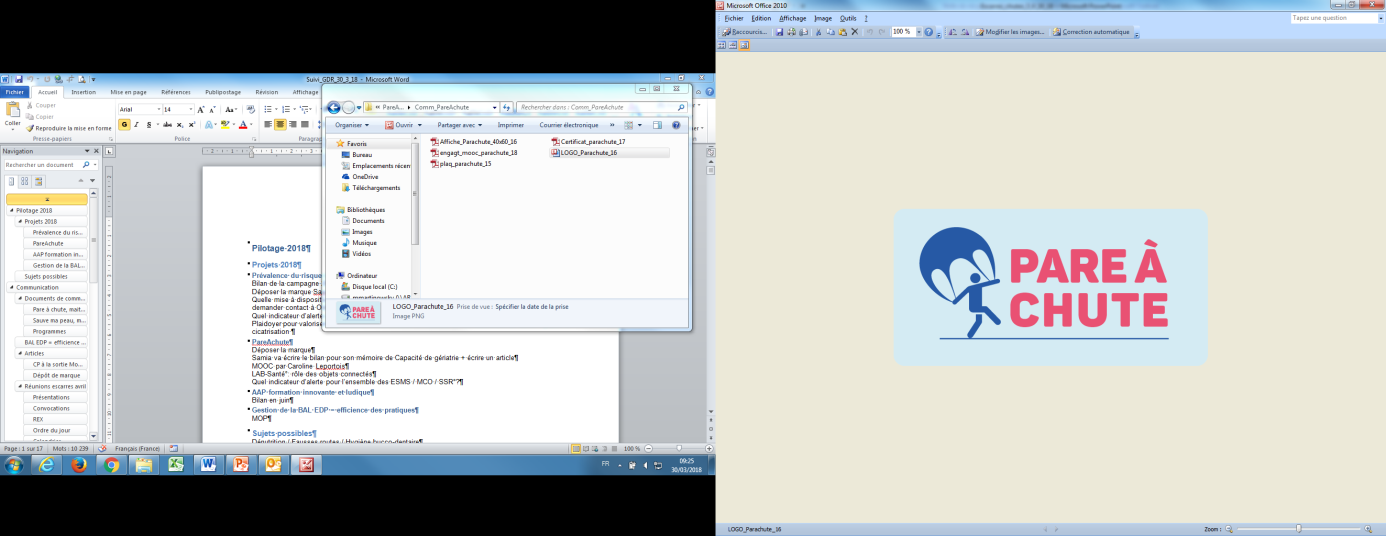 Suivi_GDR_30_3_18 - Microsoft Word
Fichier Accueil Insertion Mise en page Références Publipostage Révision Affichage
Couper
Copier
Coller
Reproduire la mise en forme
Presse-papiers
Arial 14
Police
Paragrap
Navigation
Rechercher un document
Pilotage 2018
Projets 2018
Prévalence du ris...
PareAchute
AAP formation in...
Gestion de la BAL...
Sujets possibles
Communication
Documents de comm...
Pare à chute, mait...
Sauve ma peau, m...
Programmes
BAL EDP = efficience ...
Articles
CP à la sortie Mo...
Dépôt de marque
Réunions escarres avril
Présentations
Convocations
REX
Ordre du jour
Calendrier
Pilotage·2018¶
Projets·2018¶
Prévalence·du·risque
Bilan·de·la·campagne
Déposer·la·marque·Sa
Quelle·mise·à·disposit
demander·contact·à·O
Quel·indicateur·d'alerte
Plaidoyer·pour·valorise
cicatrisation·¶
PareAchute¶
Déposer·la·marque¶
Samia·va·écrire·le·bilan·pour·son·mémoire·de·Capacité·de·gériatrie·+·écrire·un·article¶
MOOC·par·Caroline·Leportois¶
LAB-Santé°:·rôle·des·objets·connectés¶
Quel·indicateur·d'alerte·pour·l'ensemble·des·ESMS·/·MCO·/·SSR°?¶
AAP·formation·innovante·et·ludique¶
Bilan·en·juin¶
Gestion·de·la·BAL·EDP·=·efficience·des·pratiques¶
MOP¶
Sujets·possibles¶
Dénutrition·/·Fausses·routes·/·Hygiène·bucco-dentaire¶
Page : 1 sur 17 Mots : 10 239 Français (France) 100 %
FR 09:25
30/03/2018
« PareA... Comm_PareAchute Rechercher dans : Comm_PareAchute
Organiser Ouvrir Partager avec Imprimer Courrier électronique »
Favoris
Bureau
Emplacements récen
OneDrive
Téléchargements
Bibliothèques
Documents
Images
Musique
Vidéos
Ordinateur
Disque local (C:)
Affiche_Parachute_40x60_16
engagt_mooc_parachute_18
plaq_parachute_15
Certificat_parachute_17
LOGO_Parachute_16
PARE À
CHUTE
LOGO_Parachute_16 Prise de vue : Spécifier la date de la prise
Image PNG
Microsoft Office 2010
Fichier Edition Affichage Image Outils ?
Tapez une question
Raccourcis... 100 % Modifier les images... Correction automatique
PARE À
CHUTE
LOGO_Parachute_16
Zoom :